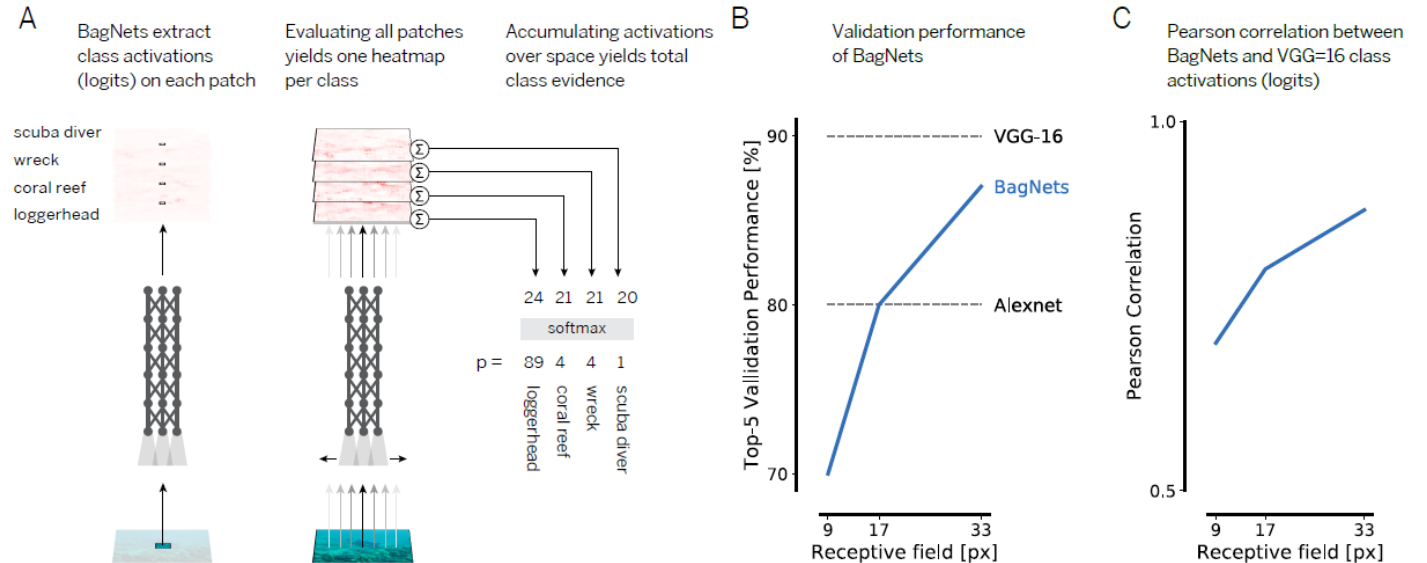 A
BagNets extract
class activations
(logits) on each patch
Evaluating all patches
yields one heatmap
per class
Accumulating activations
over space yields total
class evidence
scuba diver
wreck
coral reef
loggerhead
Σ
Σ
Σ
Σ
24 21 21 20
softmax
p = 89 4 4 1
loggerhead
coral reef
wreck
scuba diver
B
Validation performance
of BagNets
Top-5 Vallidation Performance [%]
90
80
70
VGG-16
BagNets
Alexnet
9 17 33
Receptive field [px]
C
Pearson correlation between
BagNets and VGG=16 class
activations (logits)
Pearson Correlation
1.0
0.5
9 17 33
Receptive field [px]